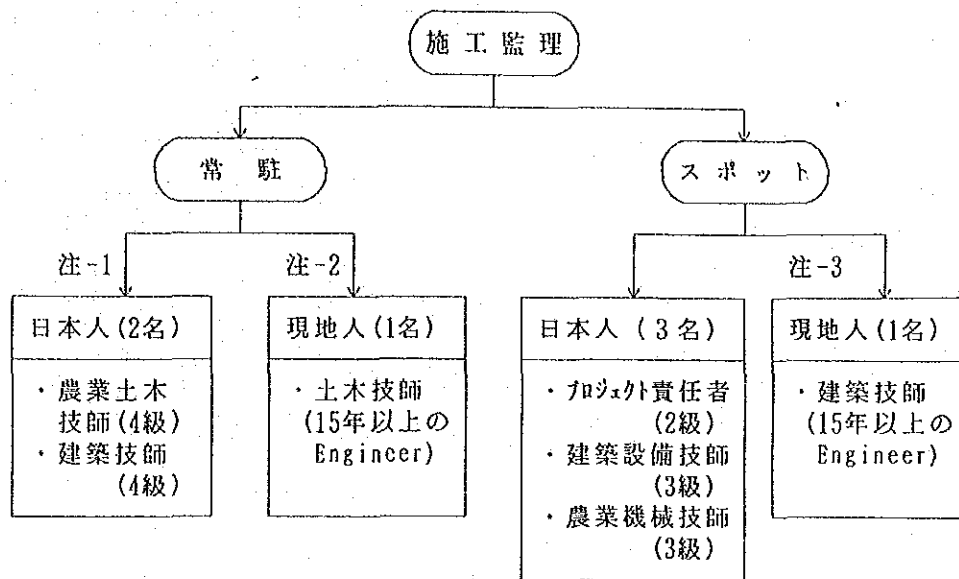 施工監理
常駐
スポット
注-1
注-2
注-3
日本人(2名)
・農業土木
技師(4級)
・建築技師
(4級)
現地人(1名)
・土木技師
(15年以上の
Engincer)
日本人(3名)
・プロジェクト責任者
(2級)
・建築設備技師
(3級)
・農業機械技師
(3級)
現地人(1名)
・建築技師
(15年以上の
Engineer)